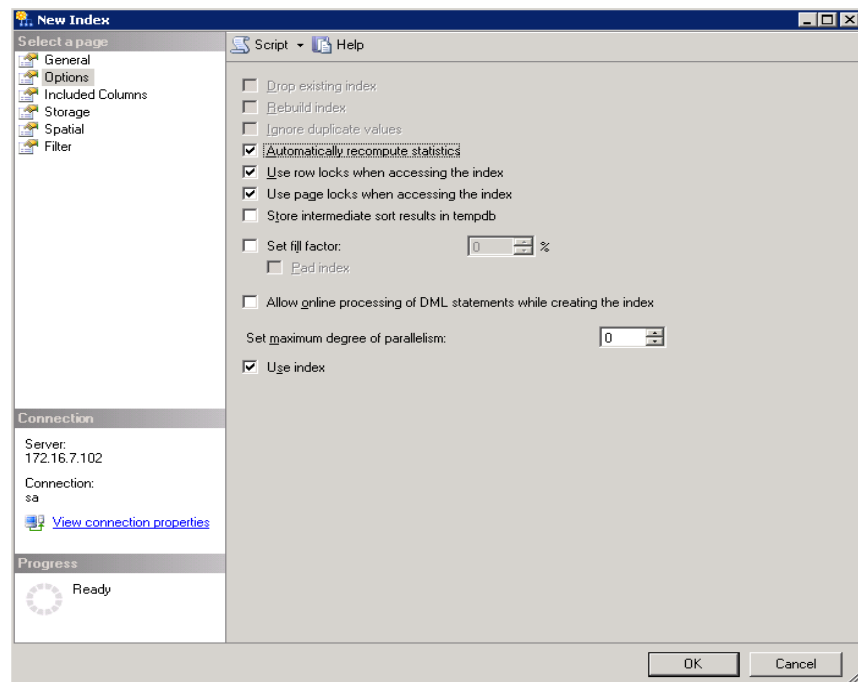 New Index
Select a page
General
Options
Included Columns
Storage
Spatial
Filter
Script
Help
Drop existing index
Rebuild index
Ignore duplicate values
Automatically recompute statistics
Use row locks when accessing the index
Use page locks when accessing the index
Store intermediate sort results in tempdb
Set fill factor: 0 %
Pad index
Allow online processing of DML statements while creating the index
Set maximum degree of parallelism: 0
Use index
Connection
Server:
172.16.7.102
Connection:
sa
View connection properties
Progress
Ready
OK
Cancel